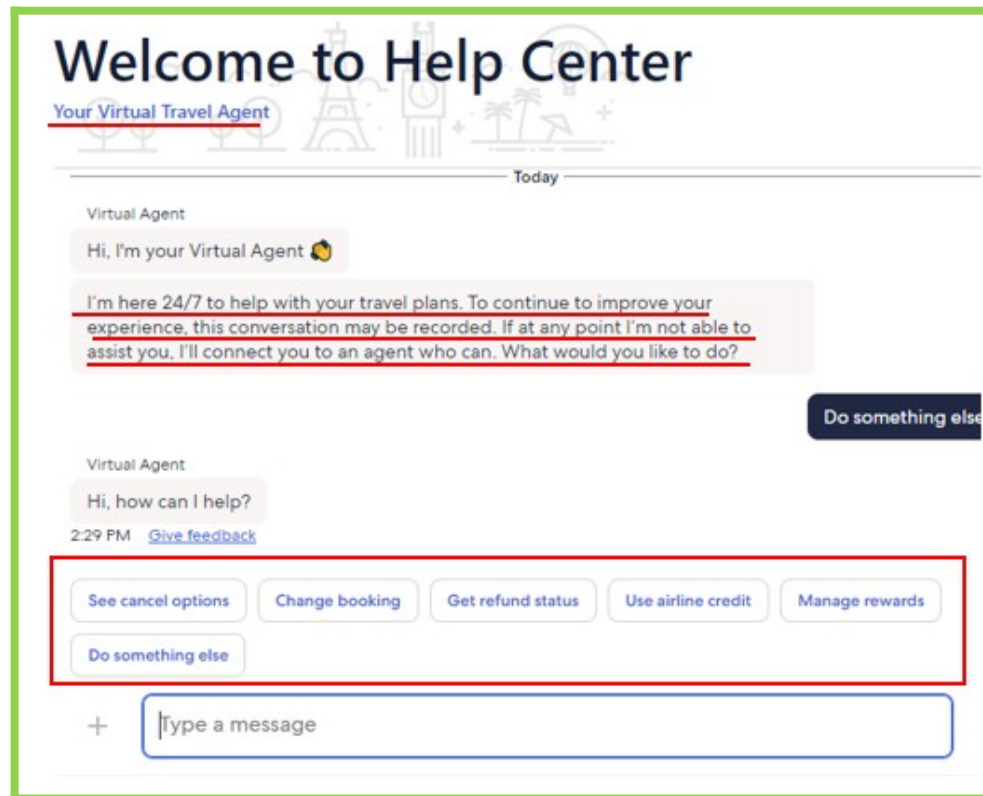 Welcome to Help Center
Your Virtual Travel Agent
Today
Virtual Agent
Hi, I'm your Virtual Agent
I'm here 24/7 to help with your travel plans. To continue to improve your
experience, this conversation may be recorded. If at any point I'm not able to
assist you, I'll connect you to an agent who can. What would you like to do?
Do something else
Virtual Agent
Hi, how can I help?
2:29 PM Give feedback
See cancel options Change booking Get refund status Use airline credit Manage rewards
Do something else
+ Type a message